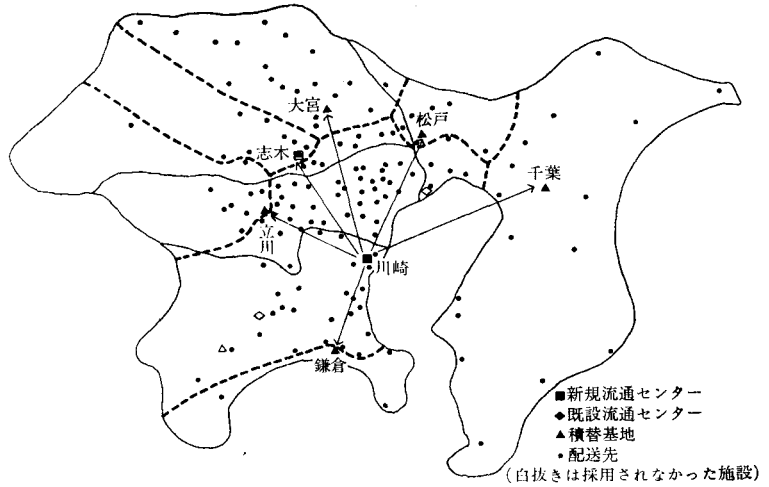 大宮
松戸
志木
千葉
立川
川崎
鎌倉
■新規流通センター
◆既設流通センター
▲積替基地
●配送先
(白抜きは採用されなかった施設)